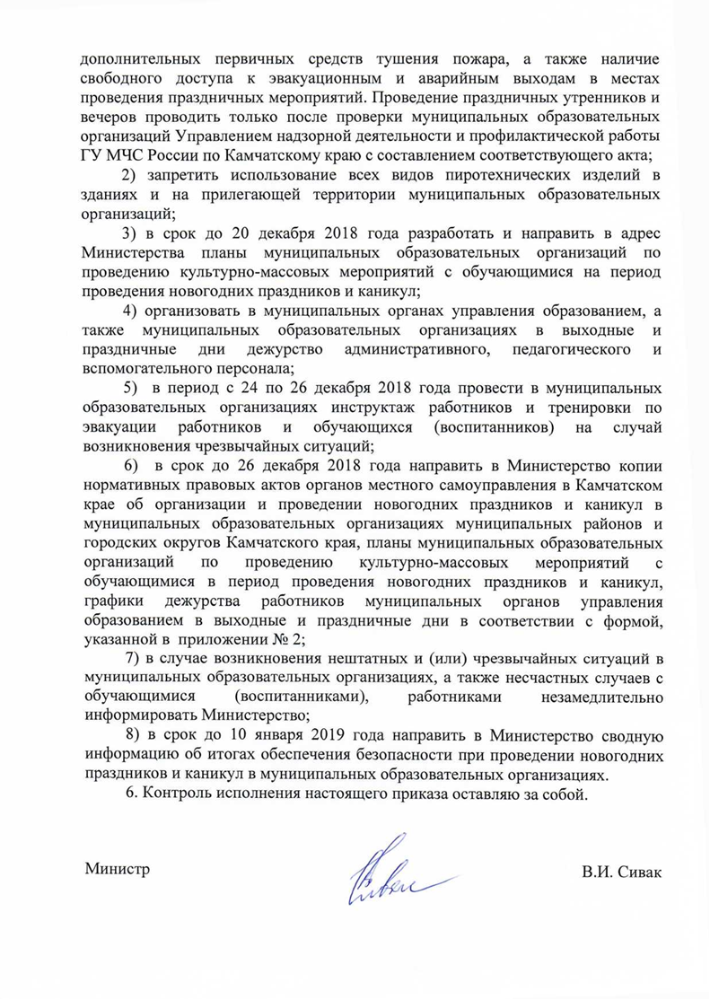 дополнительных первичных средств тушения пожара, а также наличие
свободного доступа к эвакуационным и аварийным выходам в местах
проведения праздничных мероприятий. Проведение праздничных утренников и
вечеров проводить только после проверки муниципальных образовательных
организаций Управлением надзорной деятельности и профилактической работы
ГУ МЧС России по Камчатскому краю с составлением соответствующего акта;
2) запретить использование всех видов пиротехнических изделий в
зданиях и на прилегающей территории муниципальных образовательных
организаций;
3) в срок до 20 декабря 2018 года разработать и направить в адрес
Министерства планы муниципальных образовательных организаций по
проведению культурно-массовых мероприятий с обучающимися на период
проведения новогодних праздников и каникул;
4) организовать в муниципальных органах управления образованием, а
также муниципальных образовательных организациях в выходные и
праздничные дни дежурство административного, педагогического и
вспомогательного персонала;
5) в период с 24 по 26 декабря 2018 года провести в муниципальных
образовательных организациях инструктаж работников и тренировки по
эвакуации работников и обучающихся (воспитанников) на случай
возникновения чрезвычайных ситуаций;
6) в срок до 26 декабря 2018 года направить в Министерство копии
нормативных правовых актов органов местного самоуправления в Камчатском
крае об организации и проведении новогодних праздников и каникул в
муниципальных образовательных организациях муниципальных районов и
городских округов Камчатского края, планы муниципальных образовательных
организаций по проведению культурно-массовых мероприятий с
обучающимися в период проведения новогодних праздников и каникул,
графики дежурства работников муниципальных органов управления
образованием в выходные и праздничные дни в соответствии с формой,
указанной в приложении № 2;
7) в случае возникновения нештатных и (или) чрезвычайных ситуаций в
муниципальных образовательных организациях, а также несчастных случаев с
обучающимися (воспитанниками), работниками незамедлительно
информировать Министерство;
8) в срок до 10 января 2019 года направить в Министерство сводную
информацию об итогах обеспечения безопасности при проведении новогодних
праздников и каникул в муниципальных образовательных организациях.
6. Контроль исполнения настоящего приказа оставляю за собой.
Министр
В.И. Сивак